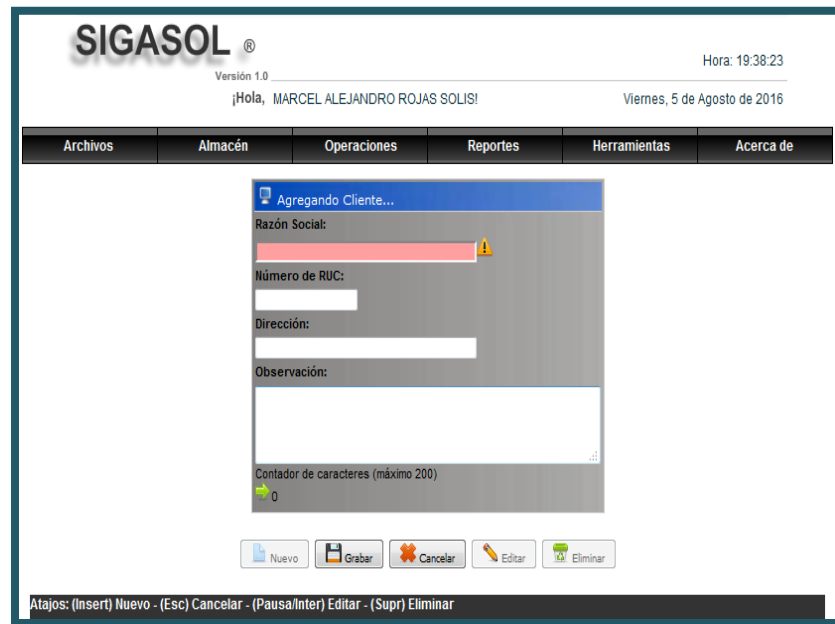 SIGASOL ®
Versión 1.0
Hora: 19:38:23
¡Hola, MARCEL ALEJANDRO ROJAS SOLIS!
Viernes, 5 de Agosto de 2016
Archivos Almacén Operaciones Reportes Herramientas Acerca de
Agregando Cliente...
Razón Social:
Número de RUC:
Dirección:
Observación:
Contador de caracteres (máximo 200)
0
Nuevo Grabar Cancelar Editar Eliminar
Atajos: (Insert) Nuevo - (Esc) Cancelar - (Pausa/Inter) Editar - (Supr) Eliminar